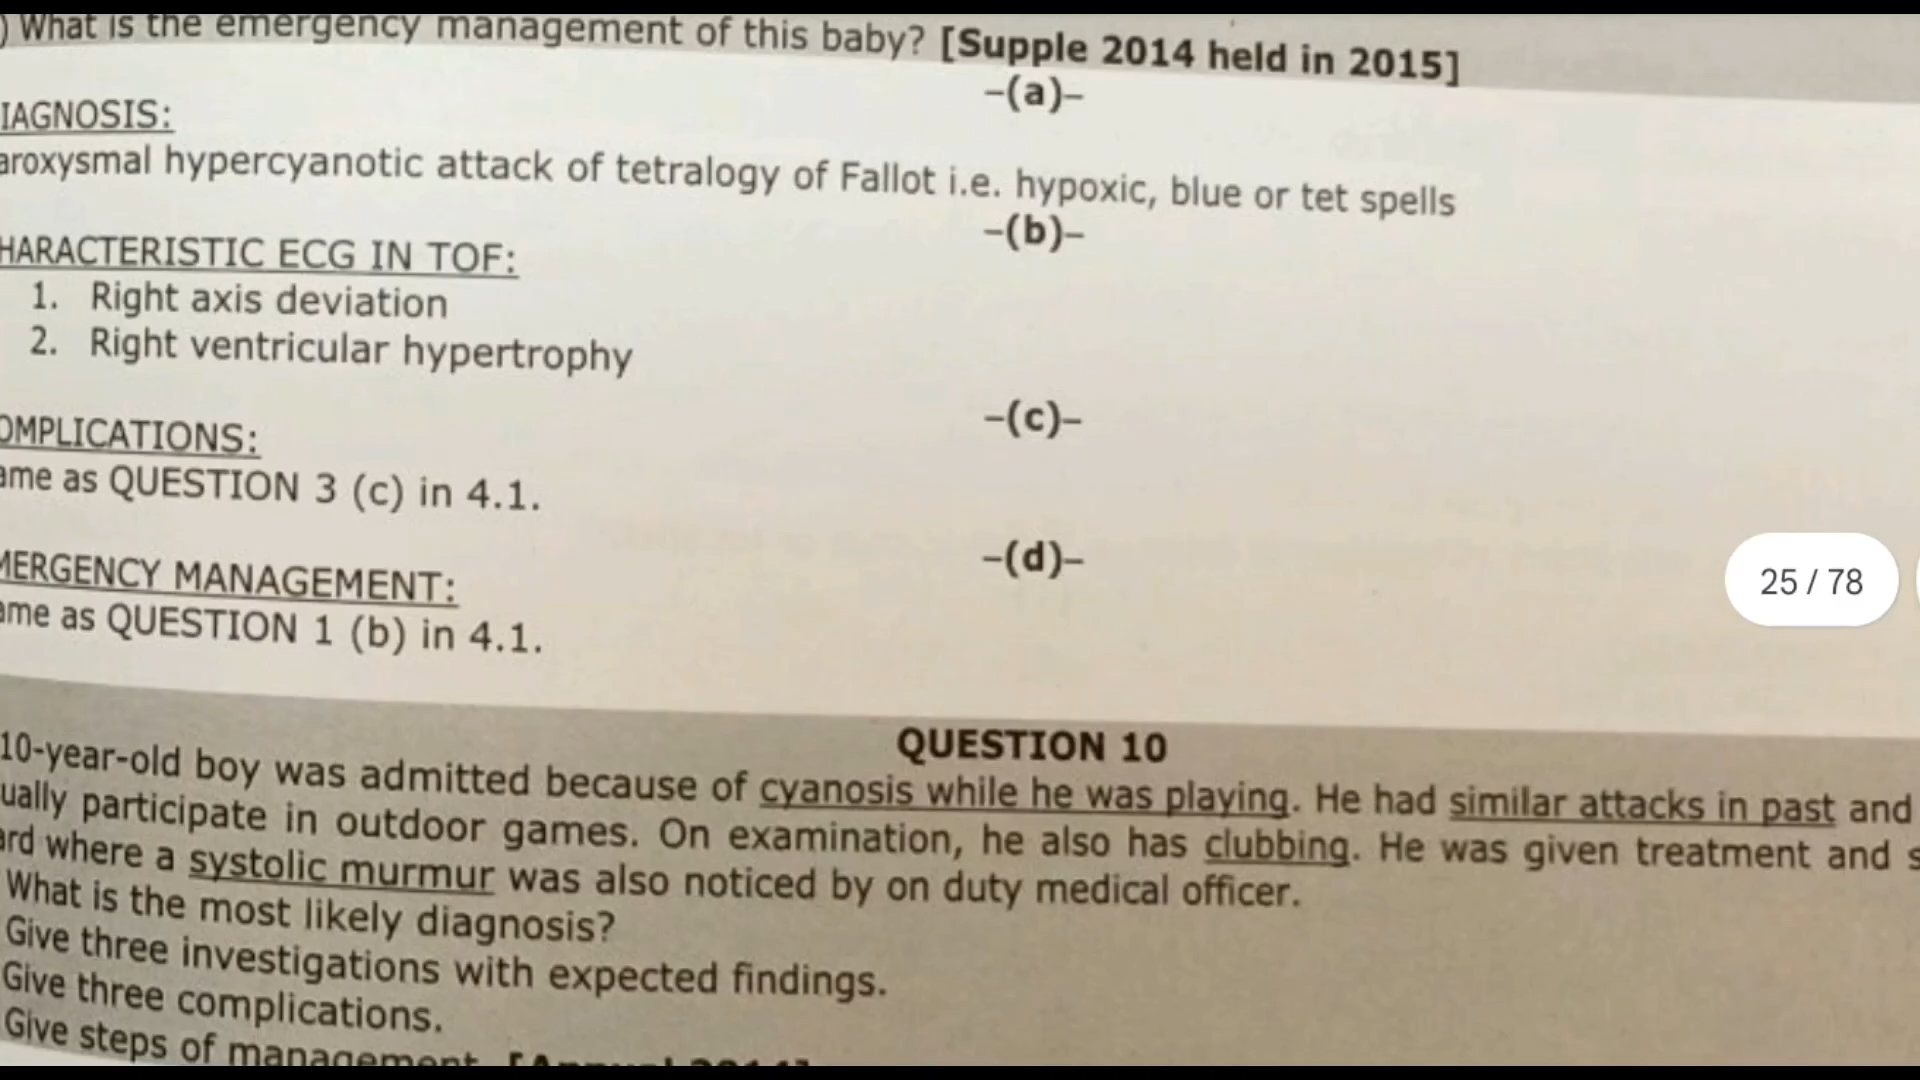 ) What is the emergency management of this baby? [Supple 2014 held in 2015]
–(a)–
IAGNOSIS:
aroxysmal hypercyanotic attack of tetralogy of Fallot i.e. hypoxic, blue or tet spells
–(b)–
HARACTERISTIC ECG IN TOF:
1. Right axis deviation
2. Right ventricular hypertrophy
–(c)–
OMPLICATIONS:
ame as QUESTION 3 (c) in 4.1.
–(d)–
MERGENCY MANAGEMENT:
ame as QUESTION 1 (b) in 4.1.
25 / 78
QUESTION 10
10-year-old boy was admitted because of cyanosis while he was playing. He had similar attacks in past and
ually participate in outdoor games. On examination, he also has clubbing. He was given treatment and s
ard where a systolic murmur was also noticed by on duty medical officer.
What is the most likely diagnosis?
Give three investigations with expected findings.
Give three complications.
Give steps of management. [Annual 2014]